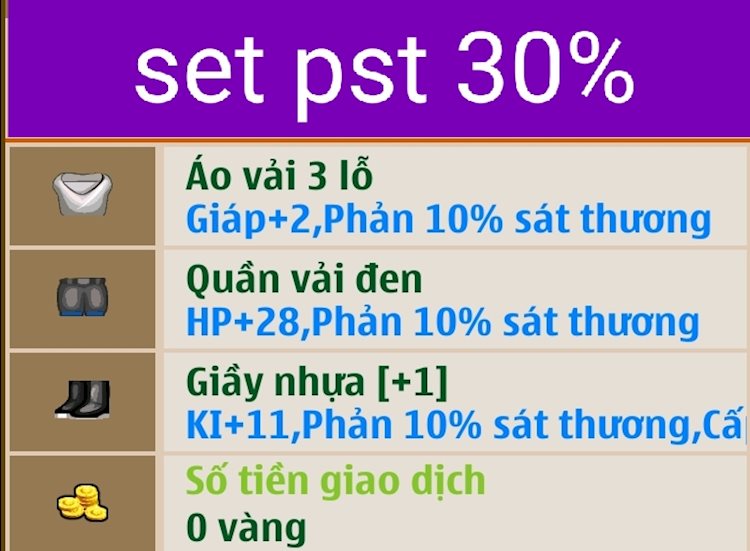 set pst 30%
Áo vải 3 lỗ
Giáp+2,Phản 10% sát thương
Quần vải đen
HP+28,Phản 10% sát thương
Giầy nhựa [+1]
KI+11,Phản 10% sát thương,Cấ
Số tiền giao dịch
0 vàng